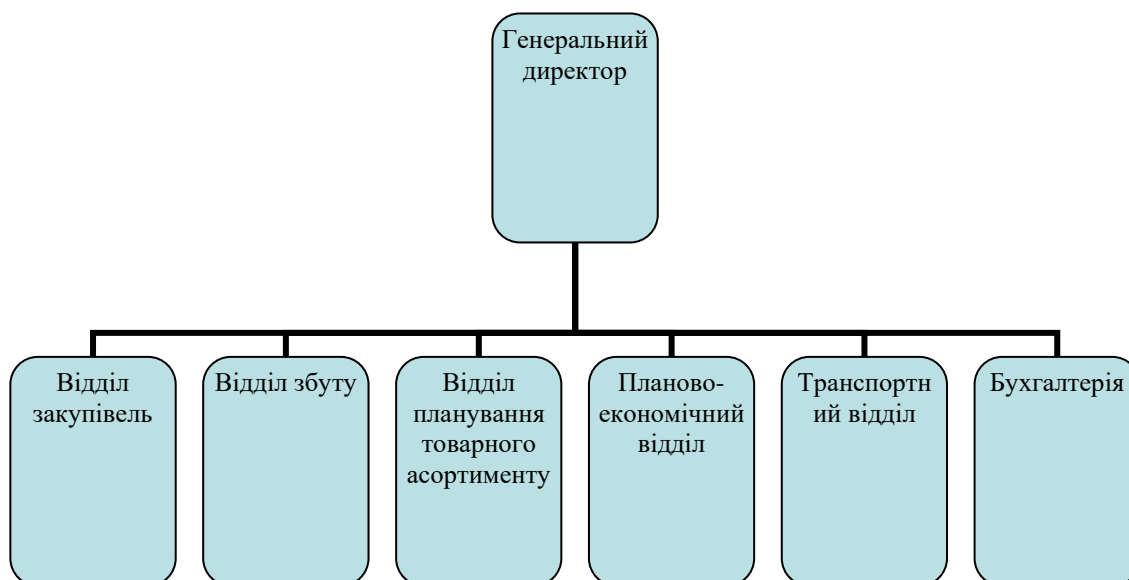 Генеральний
директор
Відділ
закупівель
Відділ збуту
Відділ
планування
товарного
асортименту
Планово-
економічний
відділ
Транспортн
ий відділ
Бухгалтерія